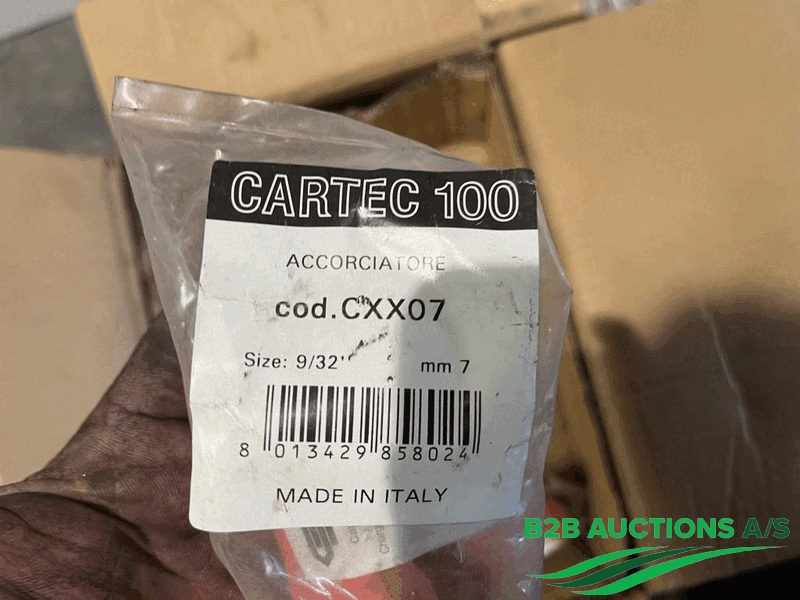 CARTEC 100
ACCORCIATORE
cod.CXX07
Size: 9/32'' mm 7
8 013429 858024
MADE IN ITALY
B2B AUCTIONS A/S